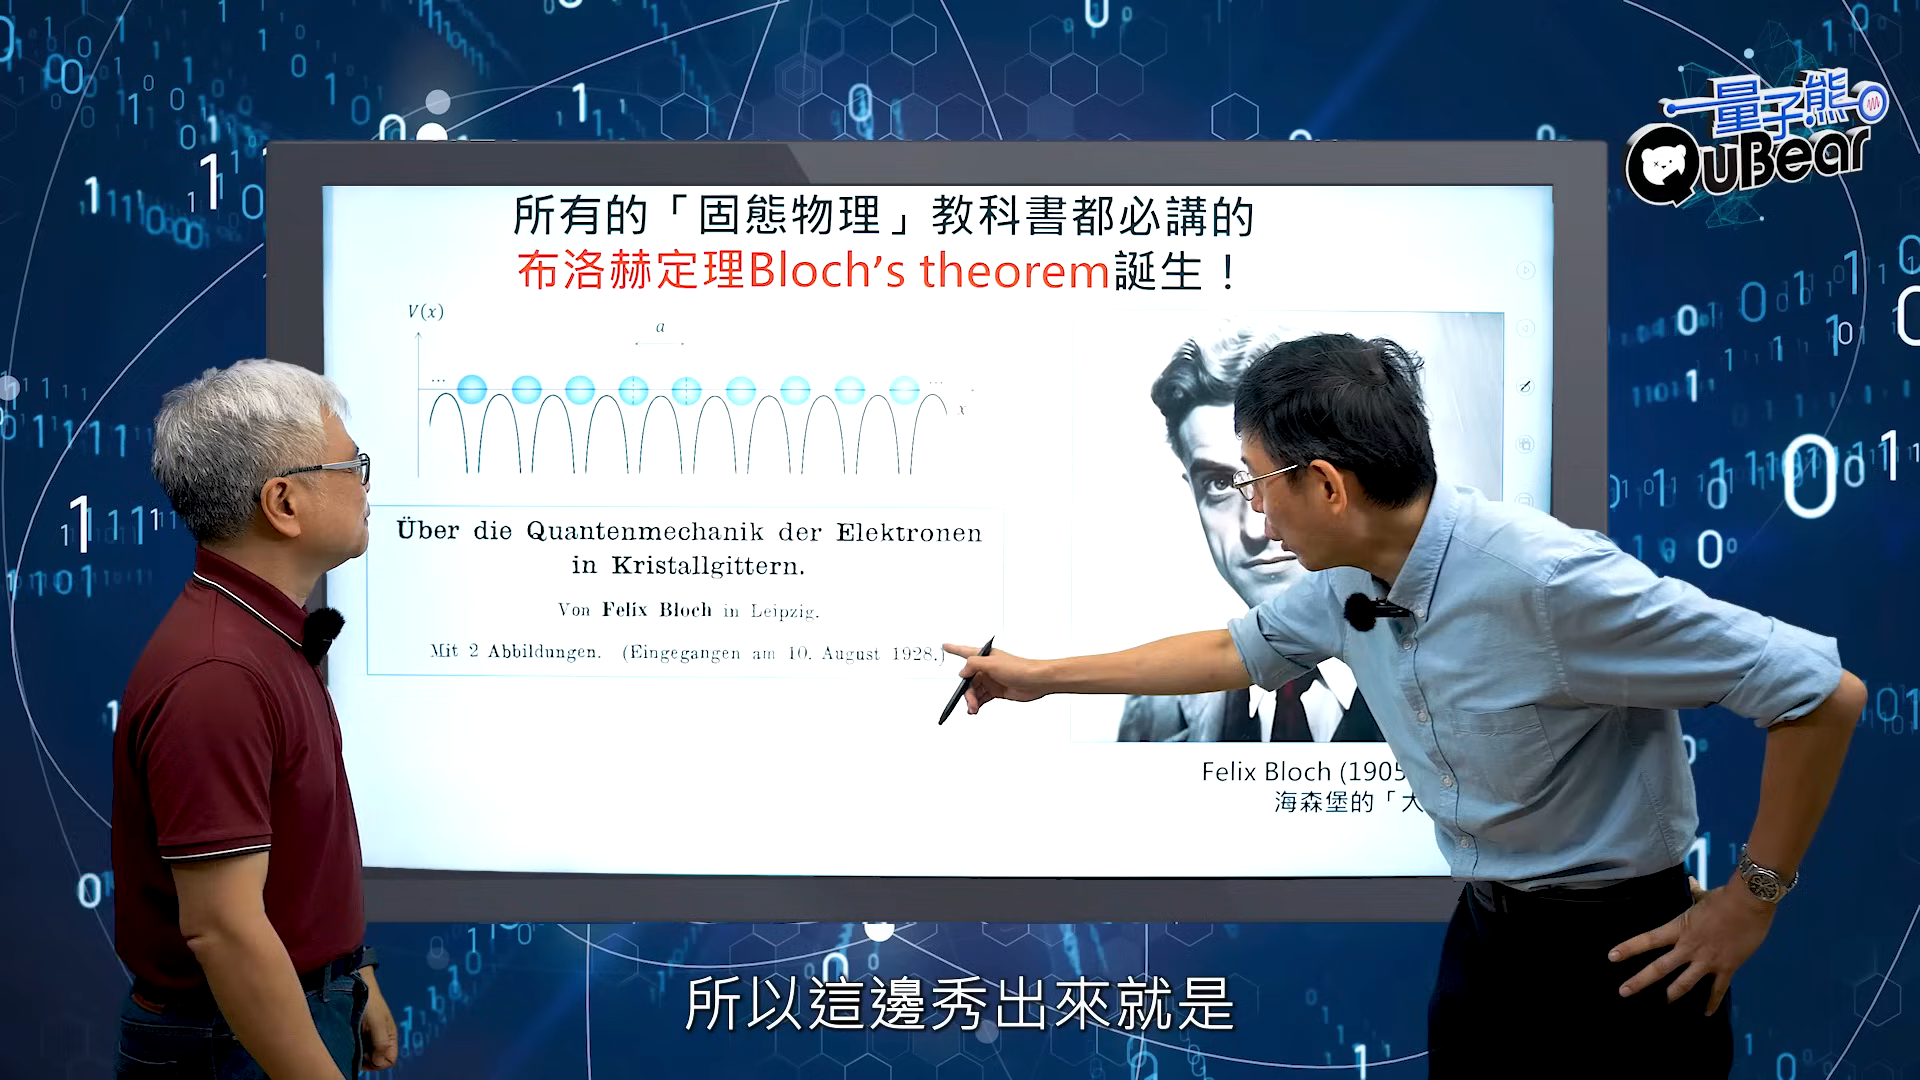 量子熊
QuBear
所有的「固態物理」教科書都必講的
布洛赫定理Bloch's theorem誕生！
V(x)
a
...
...
x
Über die Quantenmechanik der Elektronen
in Kristallgittern.
Von Felix Bloch in Leipzig.
Mit 2 Abbildungen. (Eingegangen am 10. August 1928.)
Felix Bloch (1905
海森堡的「大
所以這邊秀出來就是